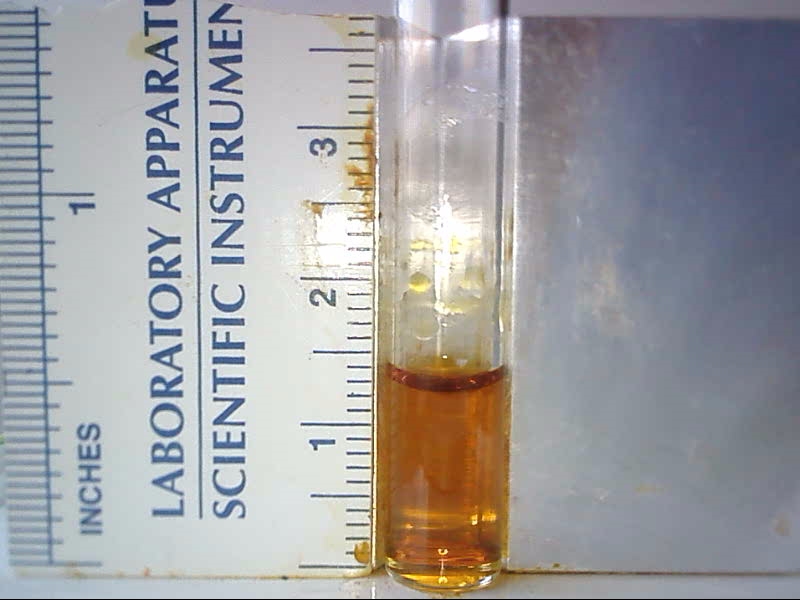 LABORATORY APPARATU
SCIENTIFIC INSTRUMEN
INCHES
1
1
2
3